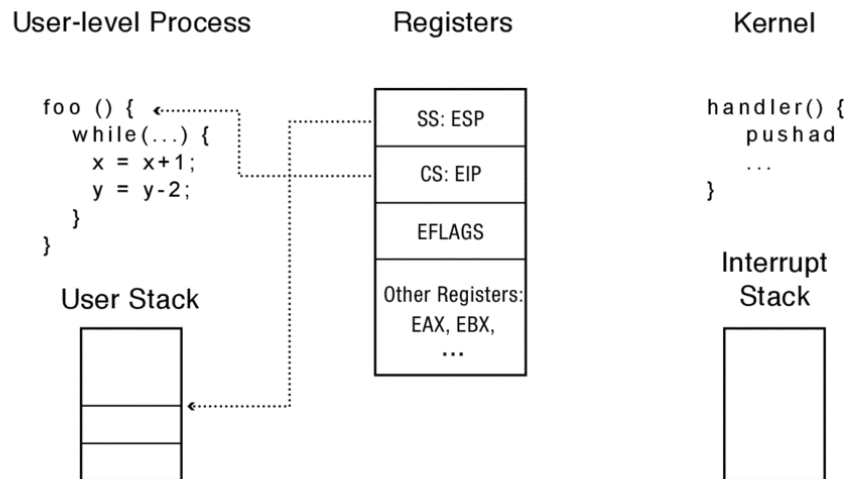 User-level Process
Registers
Kernel
foo () {
while(...) {
x = x+1;
y = y-2;
}
}
User Stack
SS: ESP
CS: EIP
EFLAGS
Other Registers:
EAX, EBX,
...
handler() {
pushad
...
}
Interrupt
Stack